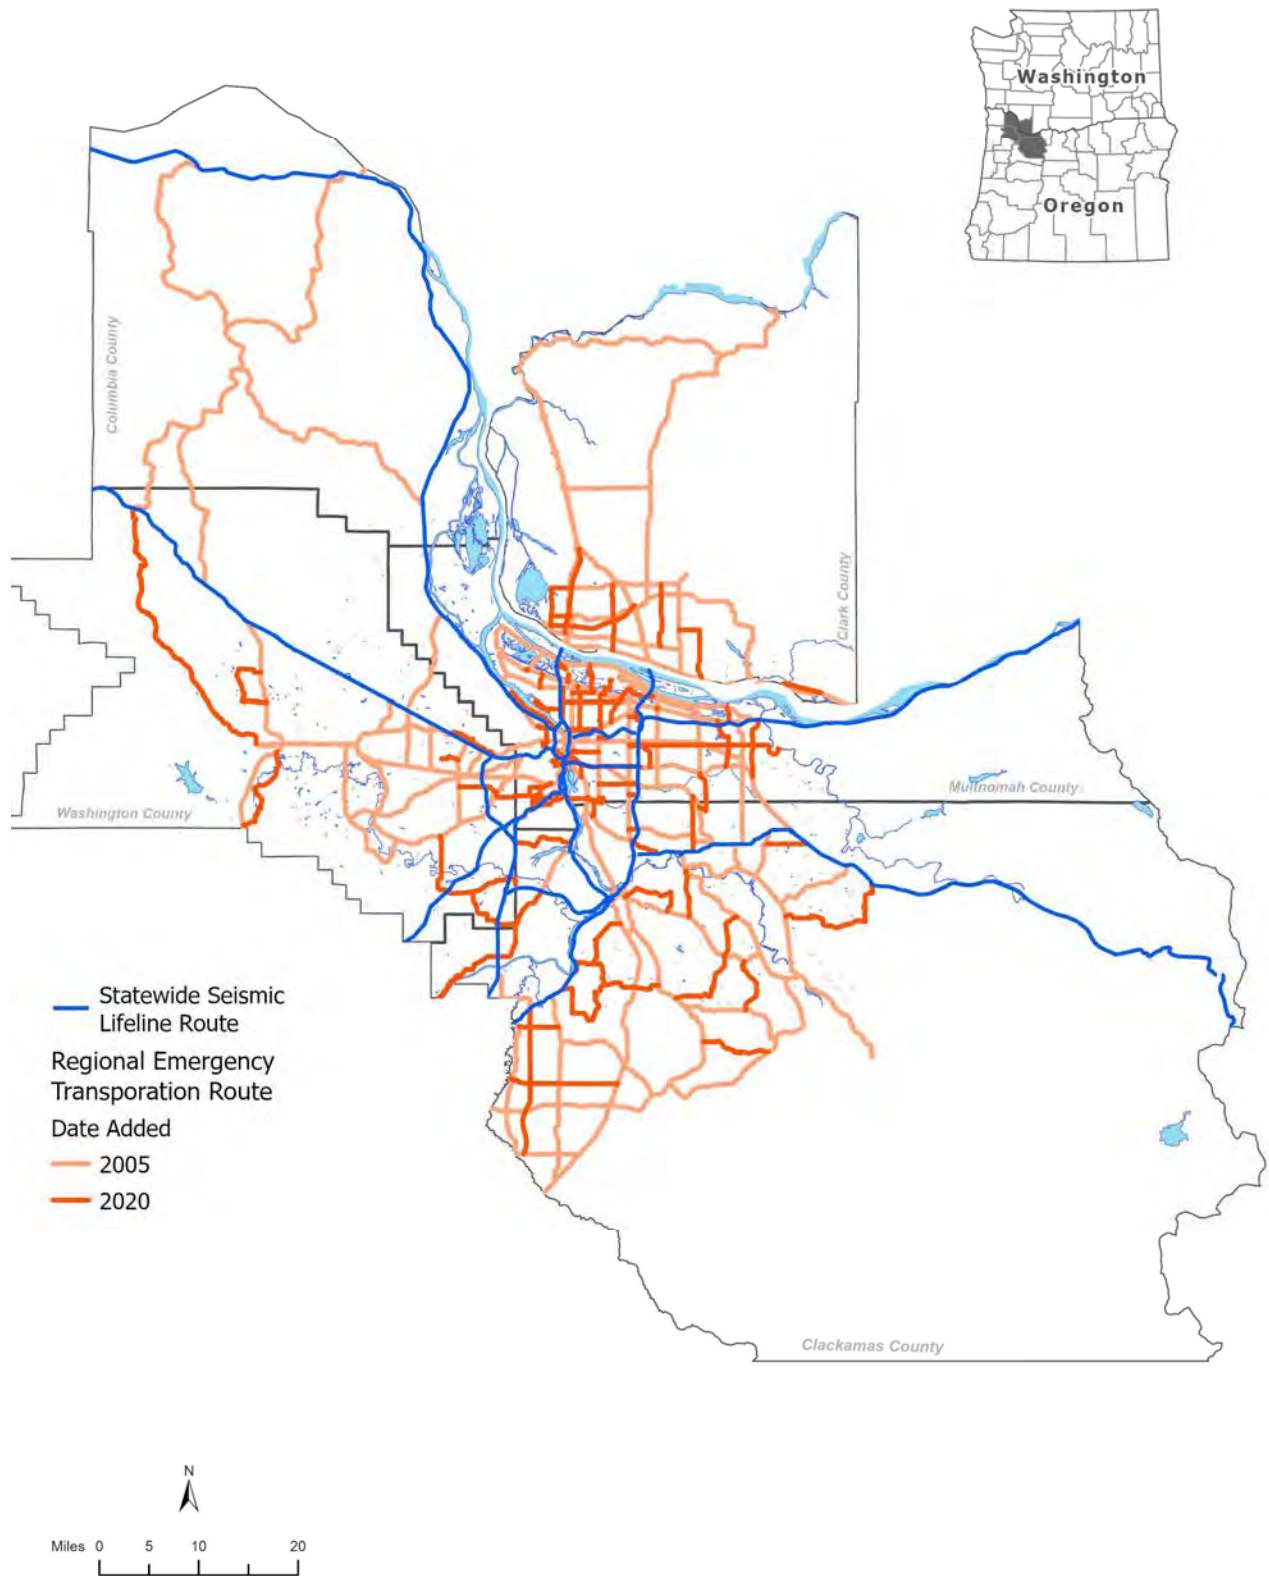 Washington
Oregon
Columbia County
Clark County
Multnomah County
Washington County
Statewide Seismic
Lifeline Route
Regional Emergency
Transporation Route
Date Added
2005
2020
Clackamas County
N
Miles 0 5 10 20